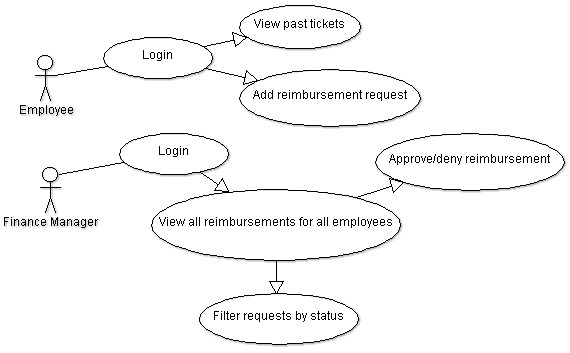 View past tickets
Login
Employee
Add reimbursement request
Login
Approve/deny reimbursement
Finance Manager
View all reimbursements for all employees
Filter requests by status